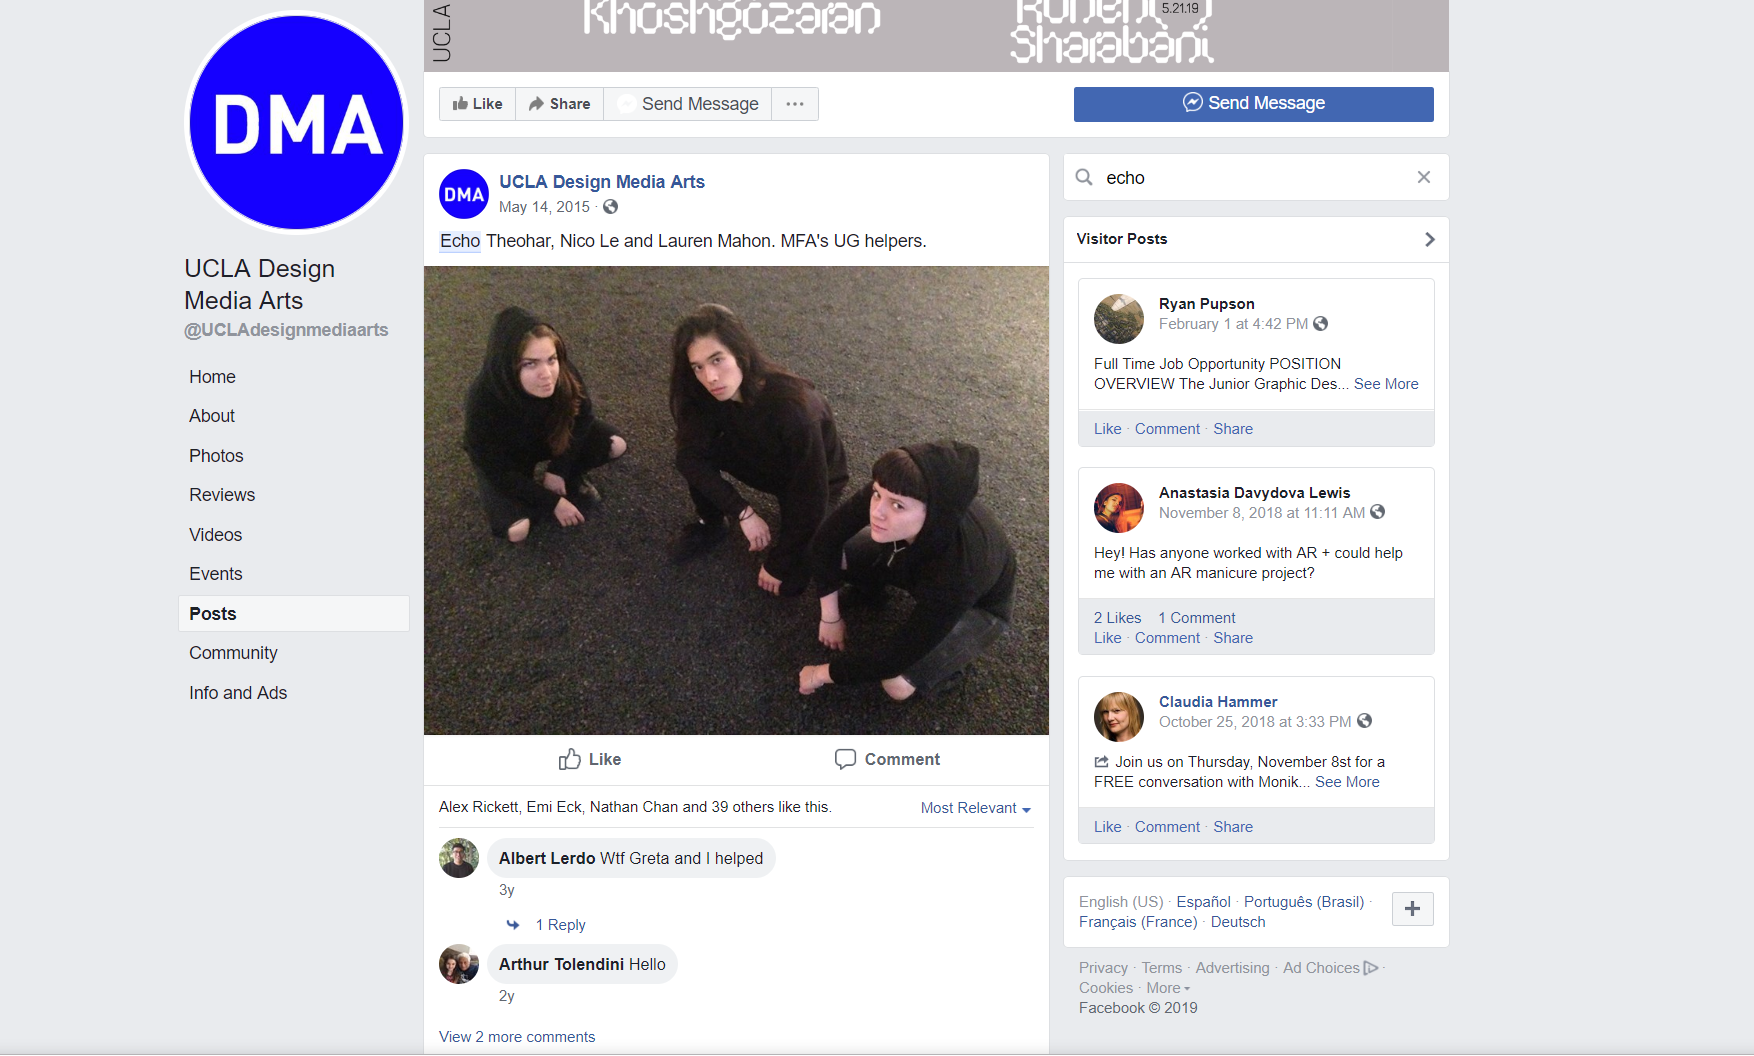 DMA
UCLA Design
Media Arts
@UCLAdesignmediaarts
Home
About
Photos
Reviews
Videos
Events
Posts
Community
Info and Ads
UCLA
Khoshgozaran
5.21.19
Sharabani
Like
Share
Send Message
Send Message
DMA
UCLA Design Media Arts
May 14, 2015 ·
Echo Theohar, Nico Le and Lauren Mahon. MFA's UG helpers.
Like
Comment
Alex Rickett, Emi Eck, Nathan Chan and 39 others like this.
Most Relevant
Albert Lerdo Wtf Greta and I helped
3y
1 Reply
Arthur Tolendini Hello
2y
View 2 more comments
echo
Visitor Posts
Ryan Pupson
February 1 at 4:42 PM
Full Time Job Opportunity POSITION
OVERVIEW The Junior Graphic Des... See More
Like · Comment · Share
Anastasia Davydova Lewis
November 8, 2018 at 11:11 AM
Hey! Has anyone worked with AR + could help
me with an AR manicure project?
2 Likes 1 Comment
Like · Comment · Share
Claudia Hammer
October 25, 2018 at 3:33 PM
Join us on Thursday, November 8st for a
FREE conversation with Monik... See More
Like · Comment · Share
English (US) · Español · Português (Brasil) ·
Français (France) · Deutsch
Privacy · Terms · Advertising · Ad Choices ·
Cookies · More
Facebook © 2019